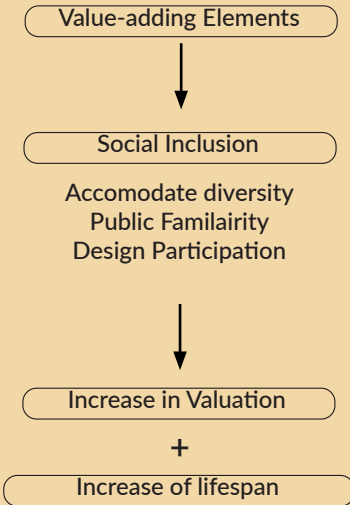 Value-adding Elements
Social Inclusion
Accomodate diversity
Public Familairity
Design Participation
Increase in Valuation
+
Increase of lifespan